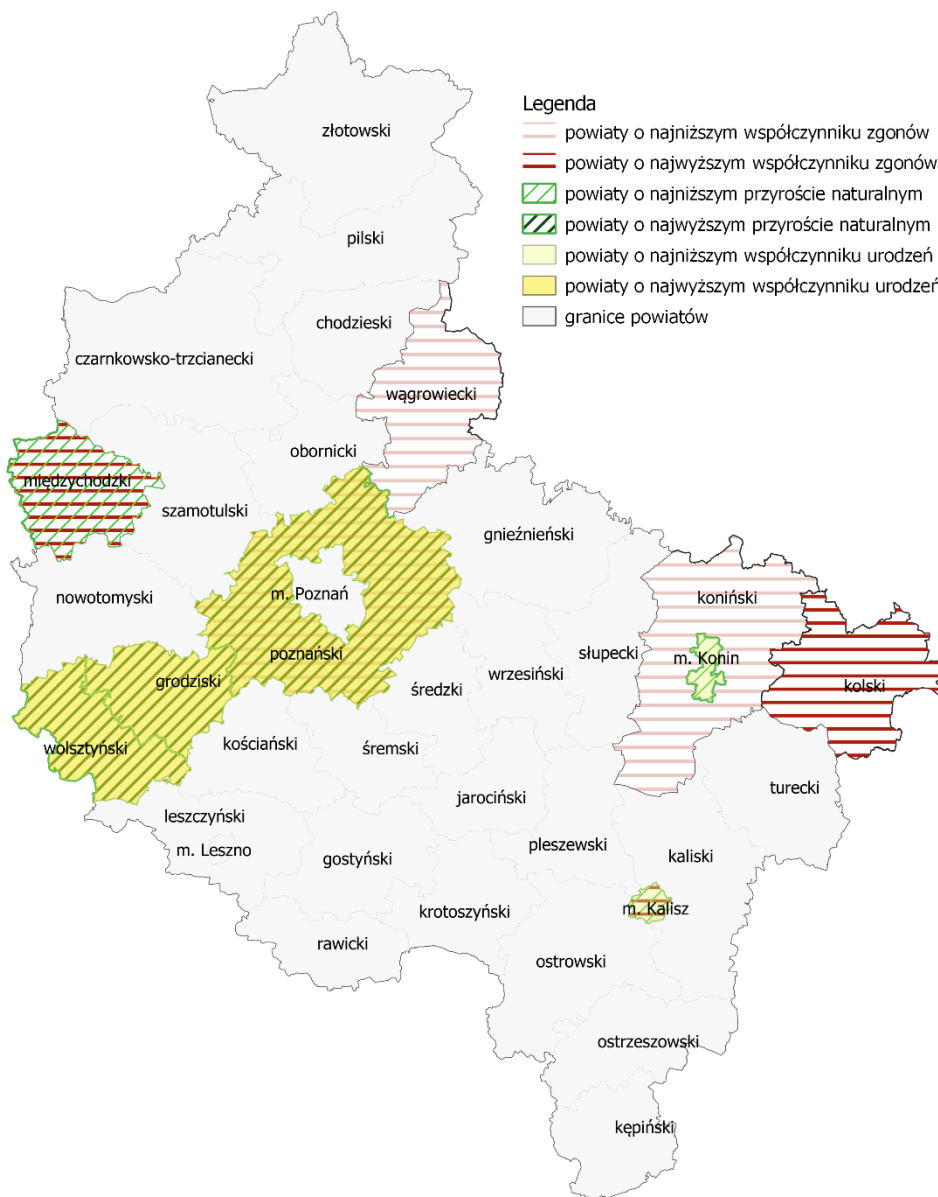 złotowski
Legenda
powiaty o najniższym współczynniku zgonów
powiaty o najwyższym współczynniku zgonów
powiaty o najniższym przyroście naturalnym
powiaty o najwyższym przyroście naturalnym
powiaty o najniższym współczynniku urodzeń
powiaty o najwyższym współczynniku urodzeń
granice powiatów
pilski
chodzieski
czarnkowsko-trzcianecki
wągrowiecki
obornicki
międzychodzki
szamotulski
gnieźnieński
nowotomyski
m. Poznań
koniński
poznański
słupecki
m. Konin
wrzesiński
grodziski
średzki
kolski
wolsztyński
kościański
śremski
turecki
jarociński
leszczyński
m. Leszno
gostyński
pleszewski
kaliski
krotoszyński
m. Kalisz
rawicki
ostrowski
ostrzeszowski
kępiński